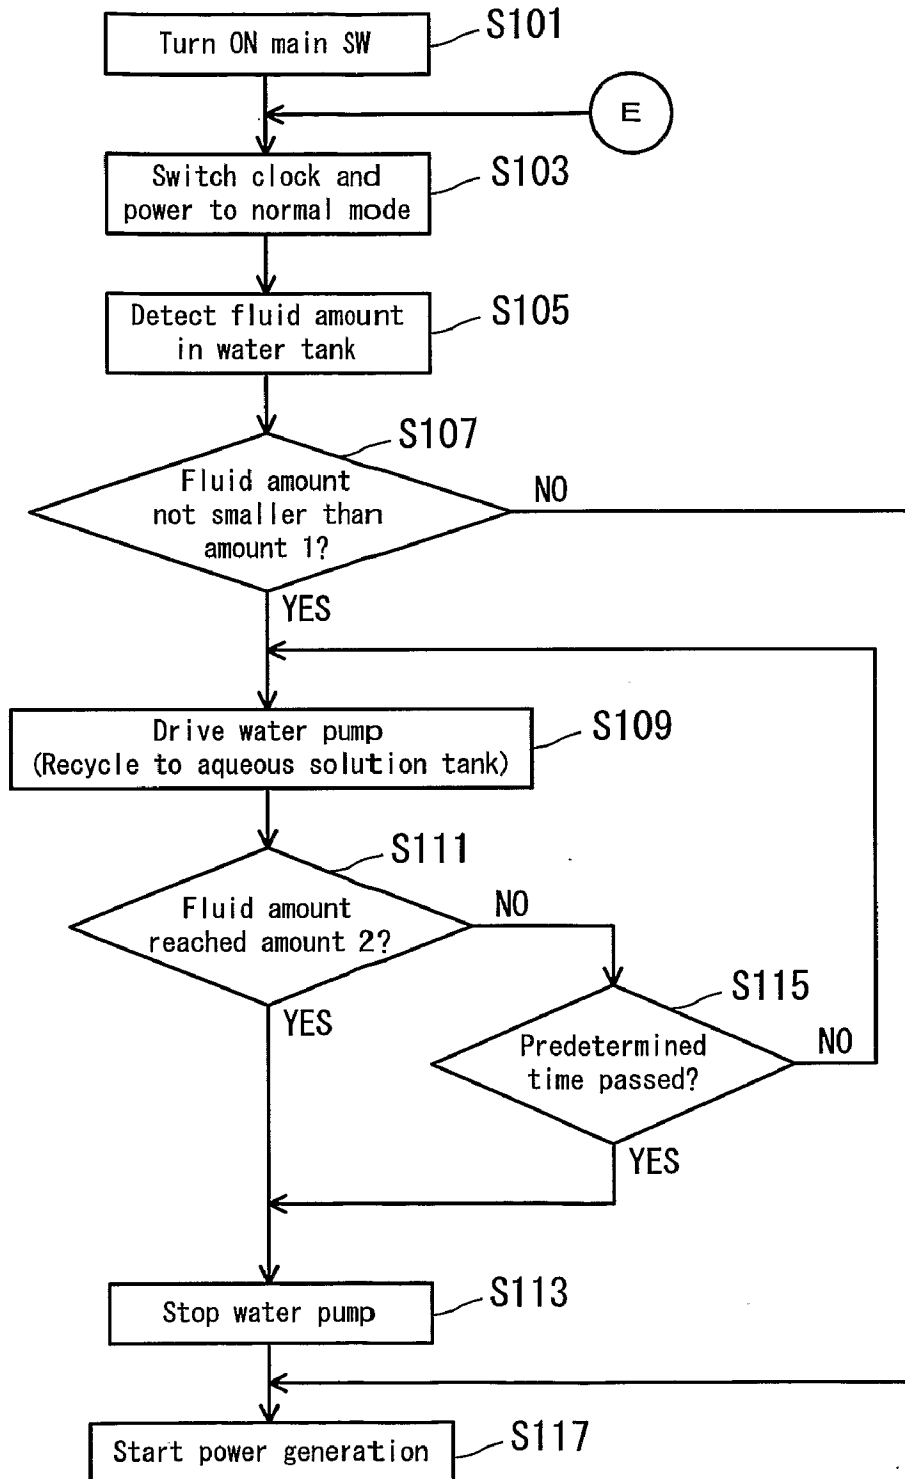 Turn ON main SW
S101
E
Switch clock and
power to normal mode
S103
Detect fluid amount
in water tank
S105
S107
Fluid amount
not smaller than
amount 1?
NO
YES
Drive water pump
(Recycle to aqueous solution tank)
S109
S111
Fluid amount
reached amount 2?
NO
YES
S115
Predetermined
time passed?
NO
YES
Stop water pump
S113
Start power generation
S117